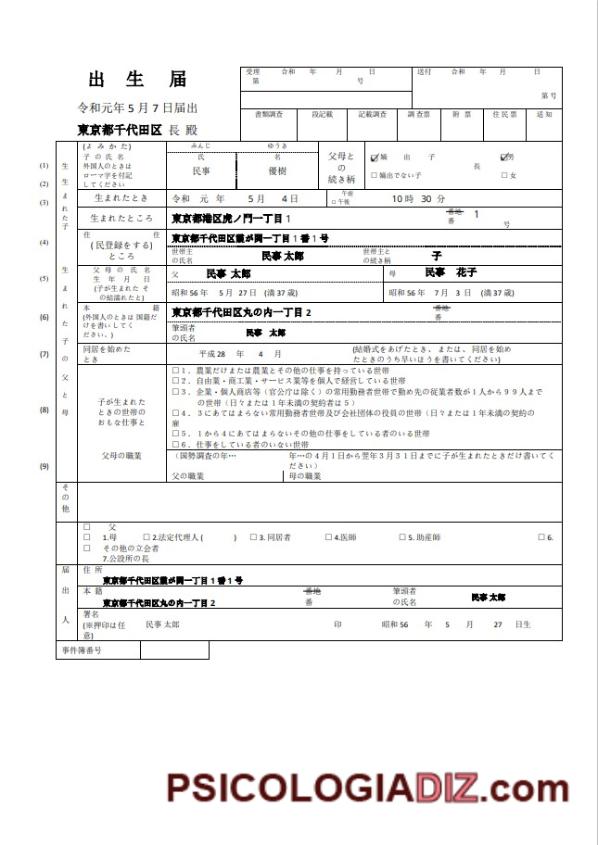 出 生 届
令和元年 5 月 7 日届出
東京都千代田区 長 殿
受理 令和 年 月 日
第 号
送付 令和 年 月 日
第 号
書類調査 段記載 記載調査 調査票 附 票 住 民 票 通 知
生まれた子
(1)
(2)
(よ み か た)
子 の 氏 名
外国人のときは
ローマ字を付記
してください
みんじ ゆうき
氏 名
民事 優樹
父母と
の
続き柄
☑嫡 出 子
□嫡出でない子
長
☑男
□女
(3)
生まれたとき
令和 元 年 5 月 4 日
午前
□午後
10 時 30 分
生まれたところ
東京都港区虎ノ門一丁目 1
番地
番
1
号
(4)
住 所
(民登録をする)
ところ
東京都千代田区霞が関一丁目 1 番 1 号
世帯主
の氏名
民事 太郎
世帯主と
の続き柄
子
生まれた子の父と母
(5)
父 母 の 氏 名
生 年 月 日
(子が生まれた そ
の結濡れたと)
父 民事 太郎
母 民事 花子
昭和 56 年 5 月 27 日 (満 37 歳)
昭和 56 年 7 月 3 日 (満 37 歳)
(6)
本 籍
(外国人のときは 国籍だ
けを書い してく
ださい。)
東京都千代田区丸の内一丁目 2
番地
番
筆頭者
の氏名
民事 太郎
(7)
同居を始めた
とき
平成 28 年 4 月
(結婚式をあげたとき、または、同居を始め
たときのうち早いほうを書いてください)
(8)
子が生まれた
ときの世帯の
おもな仕事と
□1．農業だけまたは農業とその他の仕事を持っている世帯
□2．自由業・商工業・サービス業等を個人で経営している世帯
□3．企業・個人商店等（官公庁は除く）の常用勤務者世帯で勤め先の従業者数が 1 人から 99 人まで
の世帯（日々または 1 年未満の契約者は 5）
□4．3 にあてはまらない常用勤務者世帯及び会社団体の役員の世帯（日々または 1 年未満の契約の
雇
□5．1 から 4 にあてはまらないその他の仕事をしている者のいる世帯
□6．仕事をしている者のいない世帯
(9)
父母の職業
（国勢調査の年…
年…の 4 月 1 日から翌年 3 月 31 日までに子が生まれたときだけ書いてく
ださい）
父の職業
母の職業
その他
□ 父
□ 1.母 □ 2.法定代理人 ( ) □ 3. 同居者 □ 4.医師 □ 5. 助産師 □ 6.
□ その他の立会者
7.公設所の長
届出人
住 所
東京都千代田区霞が関一丁目 1 番 1 号
本 籍
東京都千代田区丸の内一丁目 2
番地
番
筆頭者
の氏名
民事 太郎
署名
(※押印は任
意)
民事 太郎
印
昭和 56 年 5 月 27 日生
事件簿番号
PSICOLOGIADIZ.com